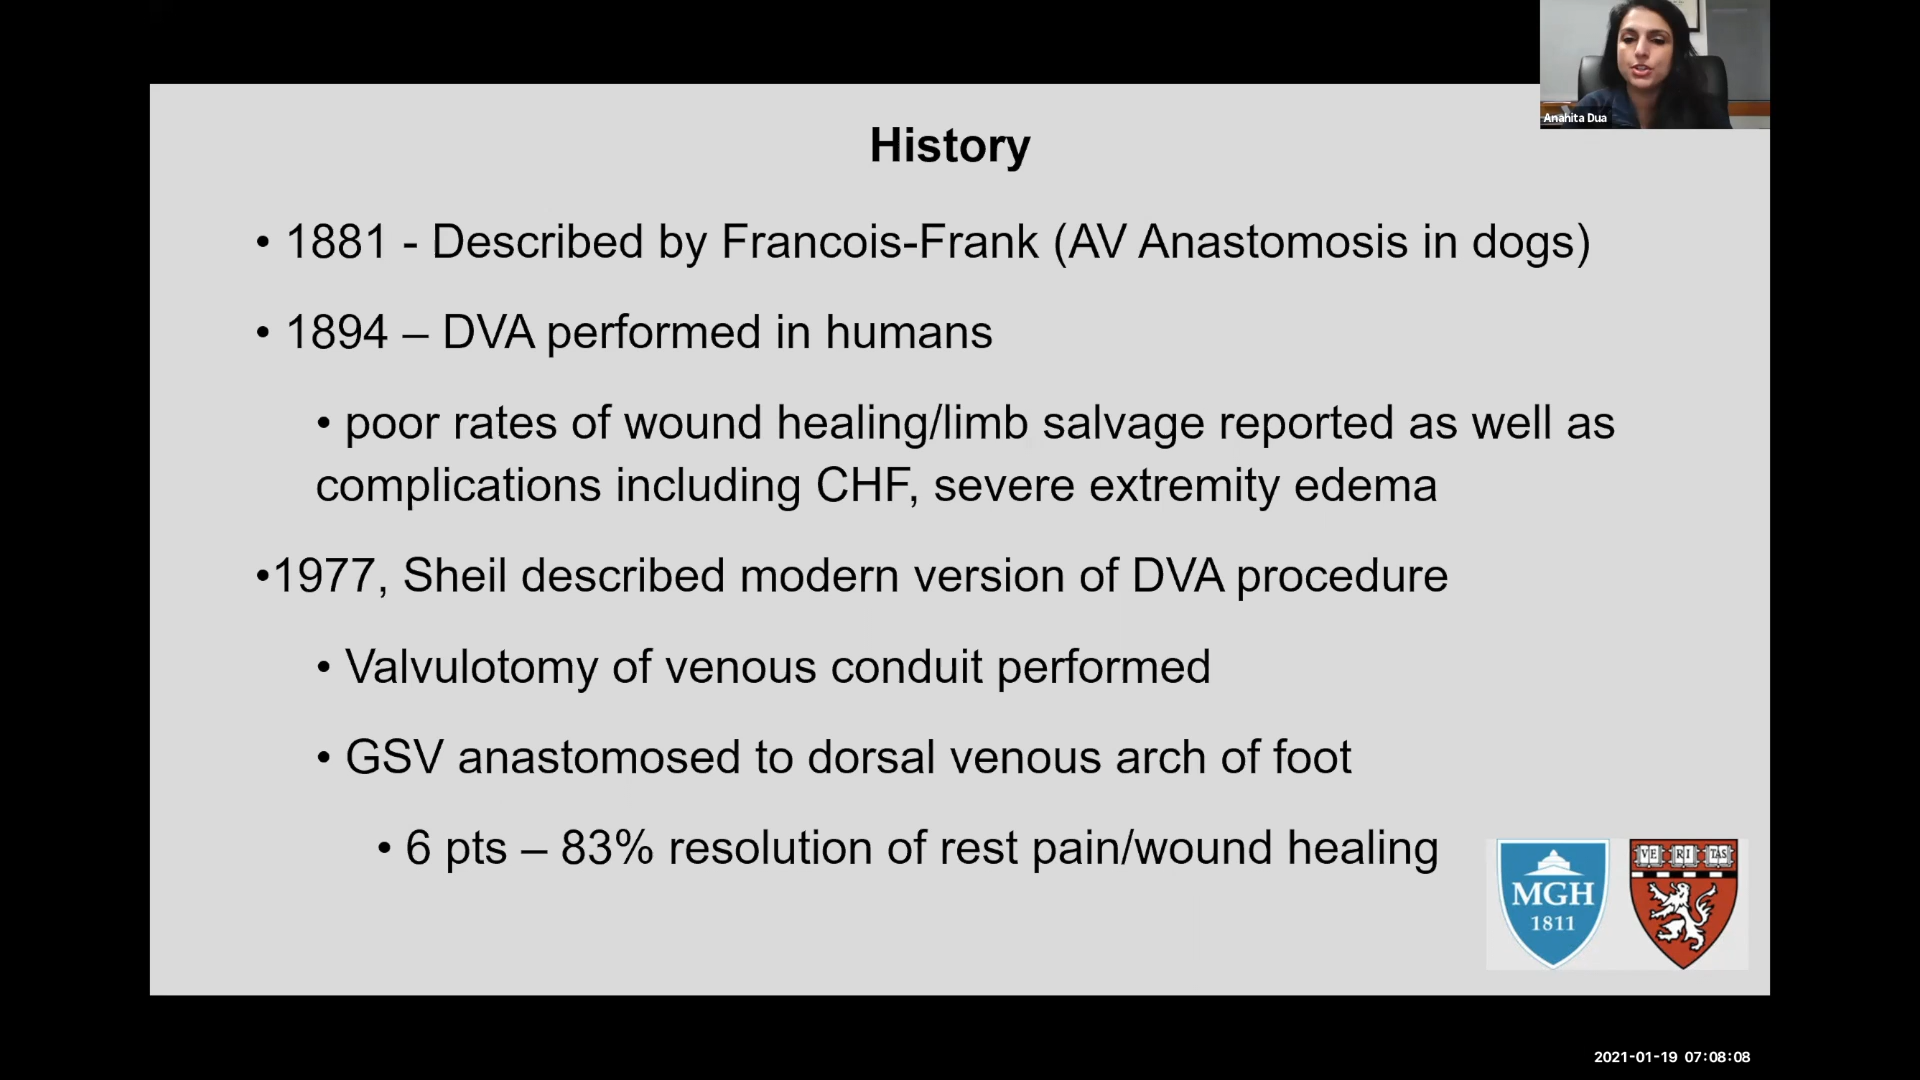 Anahita Dua
History
• 1881 - Described by Francois-Frank (AV Anastomosis in dogs)
• 1894 – DVA performed in humans
• poor rates of wound healing/limb salvage reported as well as
complications including CHF, severe extremity edema
•1977, Sheil described modern version of DVA procedure
• Valvulotomy of venous conduit performed
• GSV anastomosed to dorsal venous arch of foot
• 6 pts – 83% resolution of rest pain/wound healing
MGH
1811
VE RI TAS
2021-01-19 07:08:08